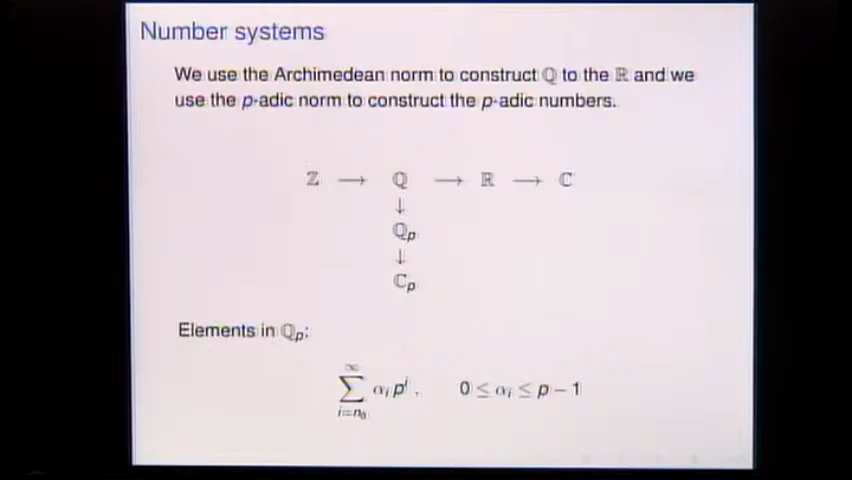 Number systems
We use the Archimedean norm to construct ℚ to the ℝ and we
use the p-adic norm to construct the p-adic numbers.
ℤ ⟶ ℚ ⟶ ℝ ⟶ ℂ
↓
ℚₚ
↓
ℂₚ
Elements in ℚₚ:
∞
∑ αᵢpⁱ . 0 ≤ αᵢ ≤ p − 1
i=n₀